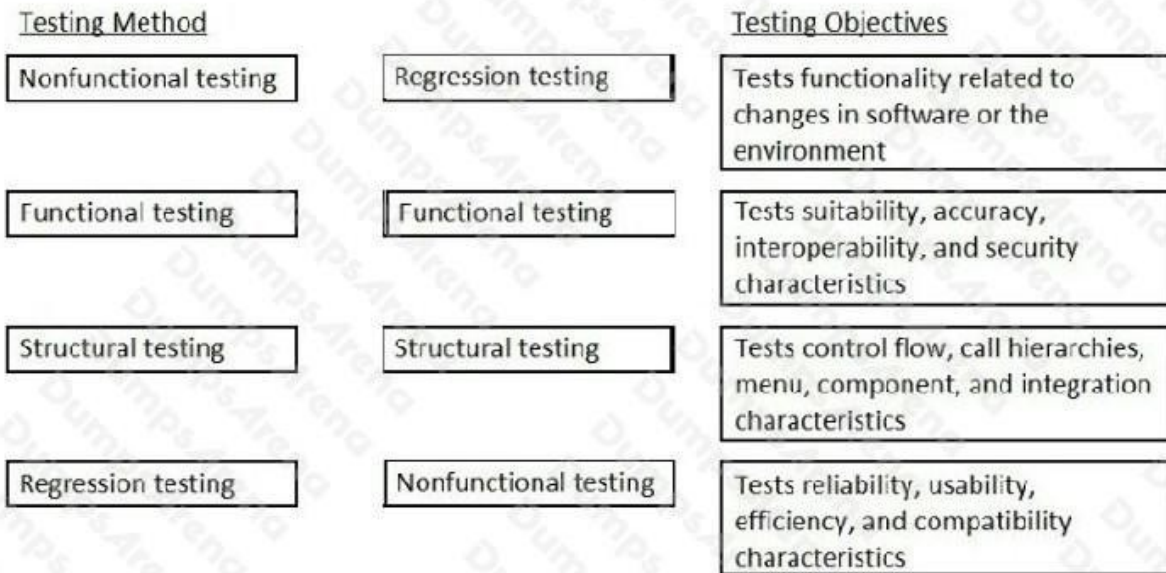 Testing Method
Testing Objectives
Nonfunctional testing
Regression testing
Tests functionality related to
changes in software or the
environment
Functional testing
Functional testing
Tests suitability, accuracy,
interoperability, and security
characteristics
Structural testing
Structural testing
Tests control flow, call hierarchies,
menu, component, and integration
characteristics
Regression testing
Nonfunctional testing
Tests reliability, usability,
efficiency, and compatibility
characteristics
DumpsArena